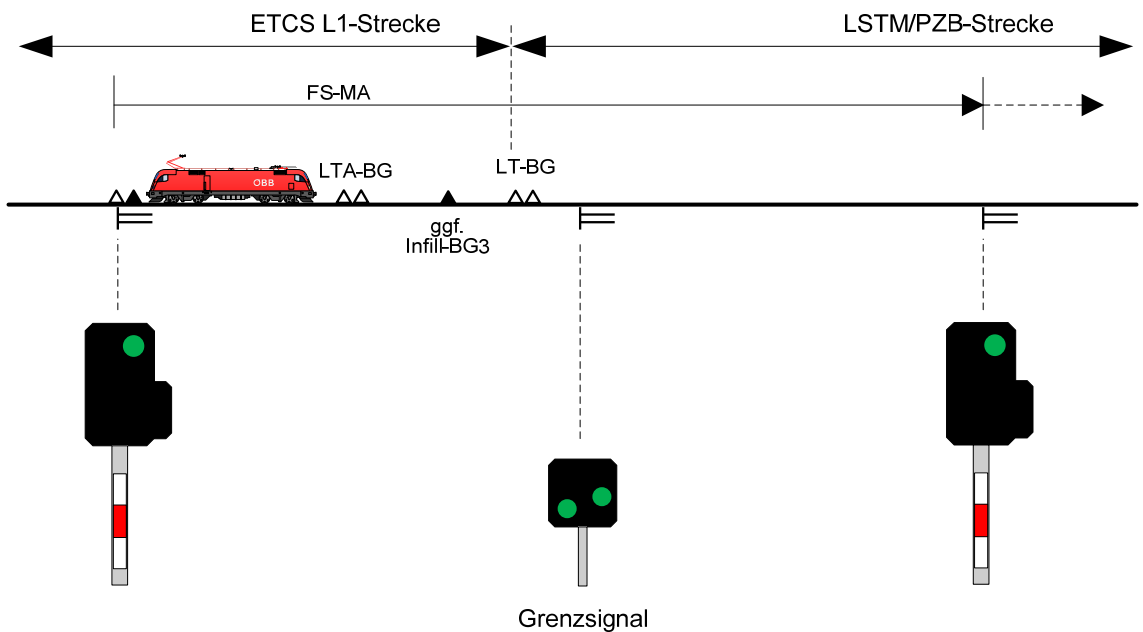 ETCS L1-Strecke
LSTM/PZB-Strecke
FS-MA
LTA-BG
LT-BG
ÖBB
ggf.
Infill-BG3
Grenzsignal